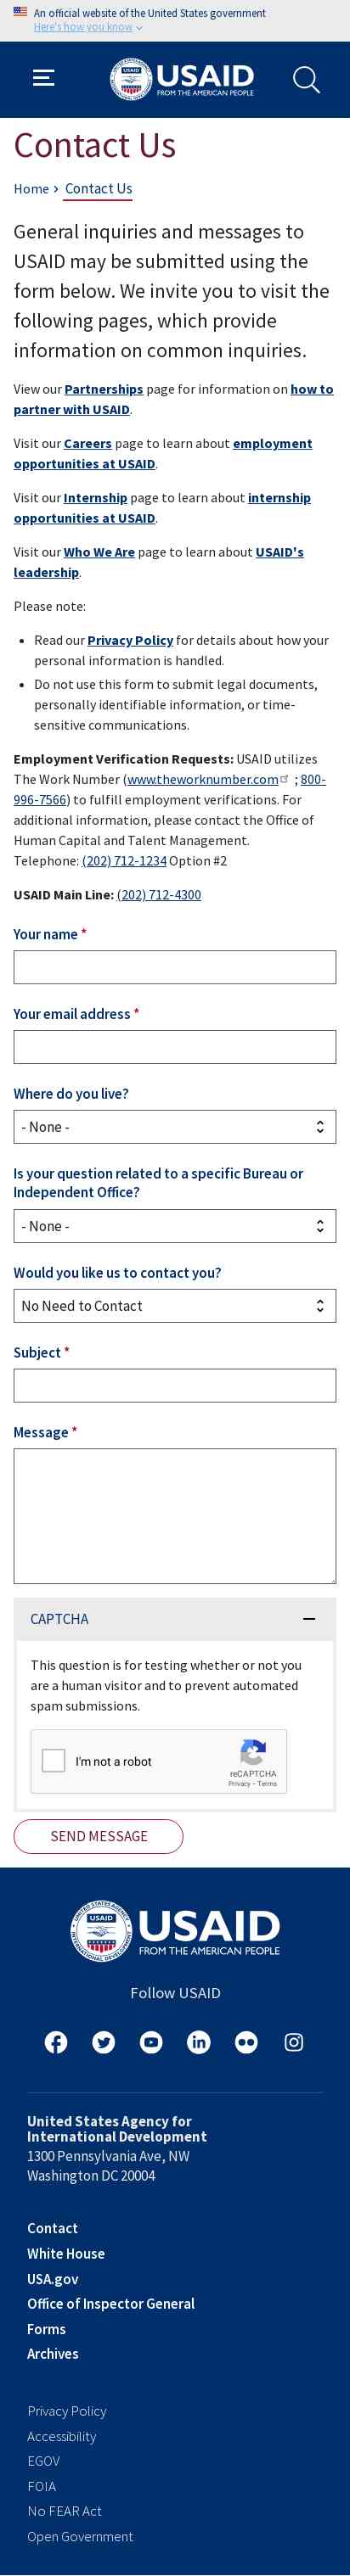 An official website of the United States government
Here's how you know
USAID
FROM THE AMERICAN PEOPLE
Contact Us
Home › Contact Us
General inquiries and messages to
USAID may be submitted using the
form below. We invite you to visit the
following pages, which provide
information on common inquiries.
View our Partnerships page for information on how to
partner with USAID.
Visit our Careers page to learn about employment
opportunities at USAID.
Visit our Internship page to learn about internship
opportunities at USAID.
Visit our Who We Are page to learn about USAID's
leadership.
Please note:
• Read our Privacy Policy for details about how your
personal information is handled.
• Do not use this form to submit legal documents,
personally identifiable information, or time-
sensitive communications.
Employment Verification Requests: USAID utilizes
The Work Number (www.theworknumber.com ; 800-
996-7566) to fulfill employment verifications. For
additional information, please contact the Office of
Human Capital and Talent Management.
Telephone: (202) 712-1234 Option #2
USAID Main Line: (202) 712-4300
Your name *
Your email address *
Where do you live?
- None -
Is your question related to a specific Bureau or
Independent Office?
- None -
Would you like us to contact you?
No Need to Contact
Subject *
Message *
CAPTCHA
This question is for testing whether or not you
are a human visitor and to prevent automated
spam submissions.
I'm not a robot
reCAPTCHA
Privacy - Terms
SEND MESSAGE
USAID
UNITED STATES AGENCY
INTERNATIONAL DEVELOPMENT
USAID
FROM THE AMERICAN PEOPLE
Follow USAID
United States Agency for
International Development
1300 Pennsylvania Ave, NW
Washington DC 20004
Contact
White House
USA.gov
Office of Inspector General
Forms
Archives
Privacy Policy
Accessibility
EGOV
FOIA
No FEAR Act
Open Government